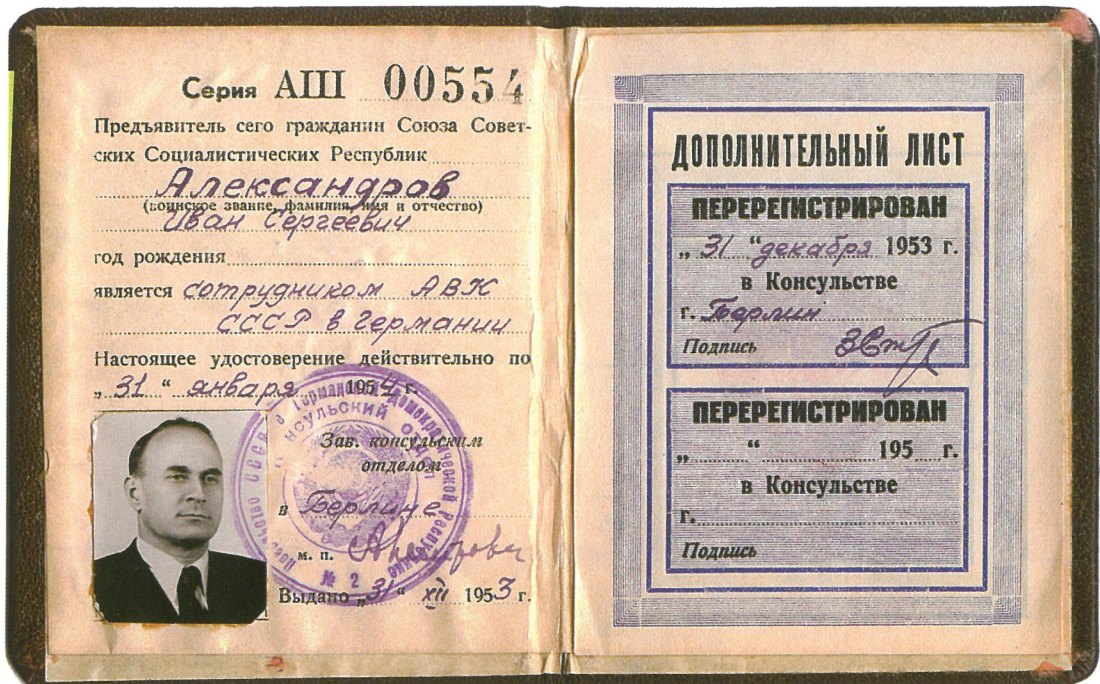 Серия АШ 00554
Предъявитель сего гражданин Союза Совет-
ских Социалистических Республик
Александров
(воинское звание, фамилия, имя и отчество)
Иван Сергеевич
год рождения
является сотрудником АВК
СССР в Германии
Настоящее удостоверение действительно по
„31“ января 1954 г.
Зав. консульским
отделом
в Берлине
м. п.
№ 2
Выдано „31“ XII 1953 г.
ДОПОЛНИТЕЛЬНЫЙ ЛИСТ
ПЕРЕРЕГИСТРИРОВАН
„31“ декабря 1953 г.
в Консульстве
г. Берлин
Подпись
ПЕРЕРЕГИСТРИРОВАН
„ “ 195 г.
в Консульстве
г.
Подпись